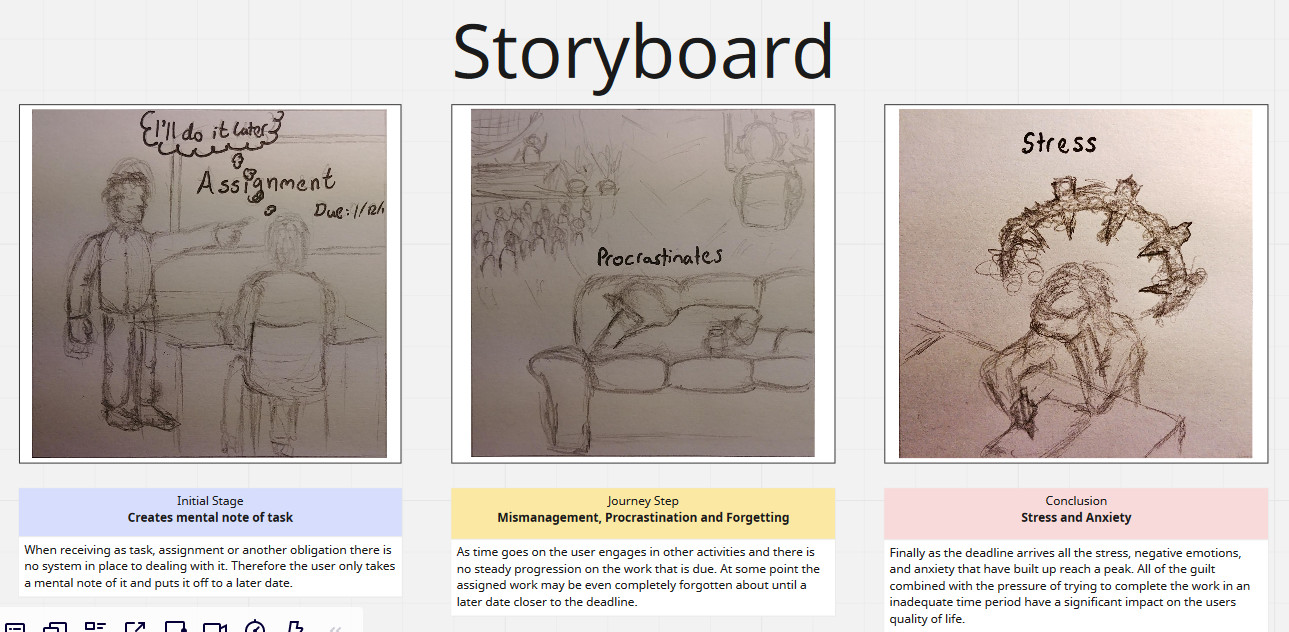 Storyboard
I'll do it later
Assignment
Due: 1/12/1
Procrastinates
Stress
Initial Stage
Creates mental note of task
When receiving as task, assignment or another obligation there is
no system in place to dealing with it. Therefore the user only takes
a mental note of it and puts it off to a later date.
Journey Step
Mismanagement, Procrastination and Forgetting
As time goes on the user engages in other activities and there is
no steady progression on the work that is due. At some point the
assigned work may be even completely forgotten about until a
later date closer to the deadline.
Conclusion
Stress and Anxiety
Finally as the deadline arrives all the stress, negative emotions,
and anxiety that have built up reach a peak. All of the guilt
combined with the pressure of trying to complete the work in an
inadequate time period have a significant impact on the users
quality of life.